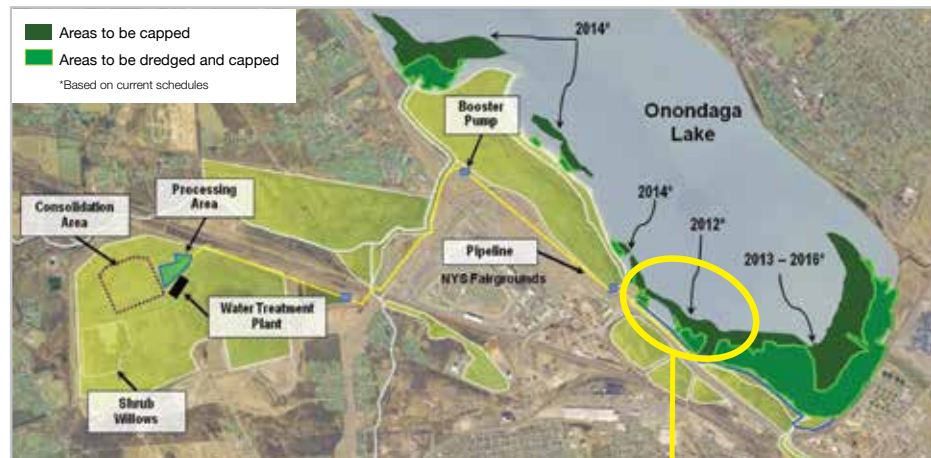 Areas to be capped
Areas to be dredged and capped
*Based on current schedules
2014*
Booster
Pump
Onondaga
Lake
Processing
Area
Consolidation
Area
2014*
2012*
Pipeline
2013 – 2016*
NYS Fairgrounds
Water Treatment
Plant
Shrub
Willows